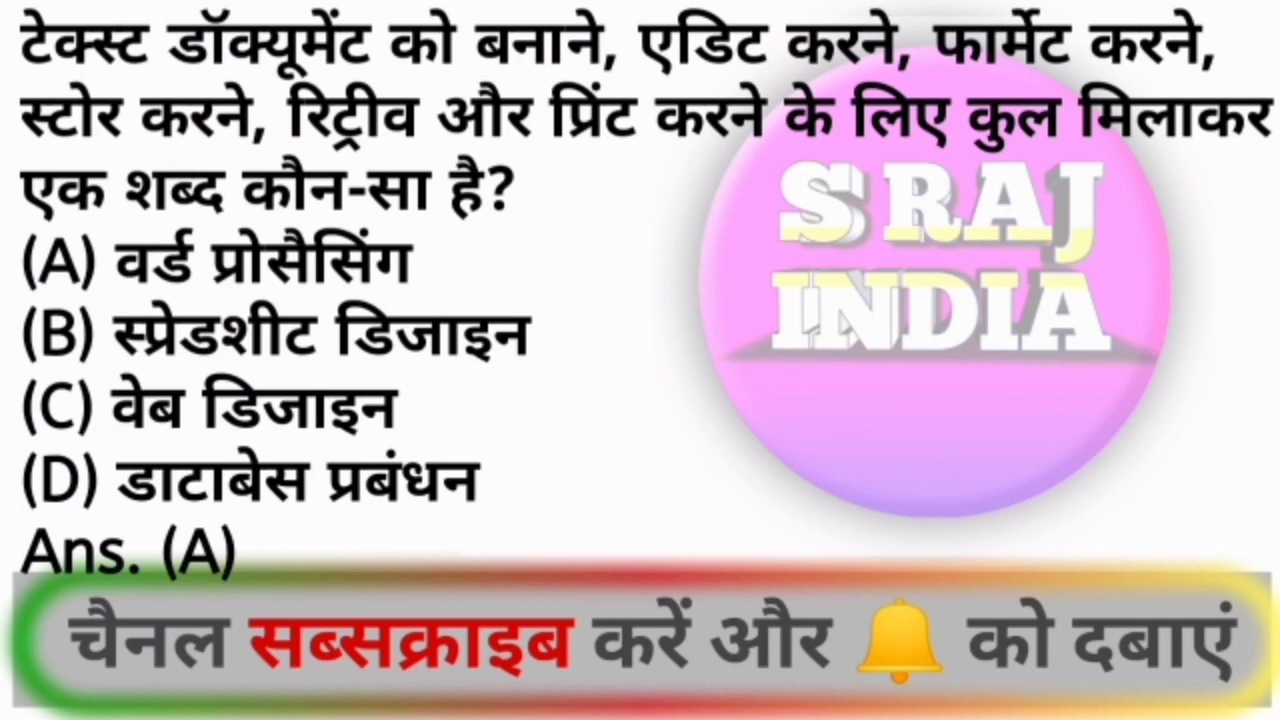 टेक्स्ट डॉक्यूमेंट को बनाने, एडिट करने, फार्मेट करने,
स्टोर करने, रिट्रीव और प्रिंट करने के लिए कुल मिलाकर
एक शब्द कौन-सा है?
(A) वर्ड प्रोसैसिंग
(B) स्प्रेडशीट डिजाइन
(C) वेब डिजाइन
(D) डाटाबेस प्रबंधन
Ans. (A)
S RAJ
INDIA
चैनल सब्सक्राइब करें और 🔔 को दबाएं